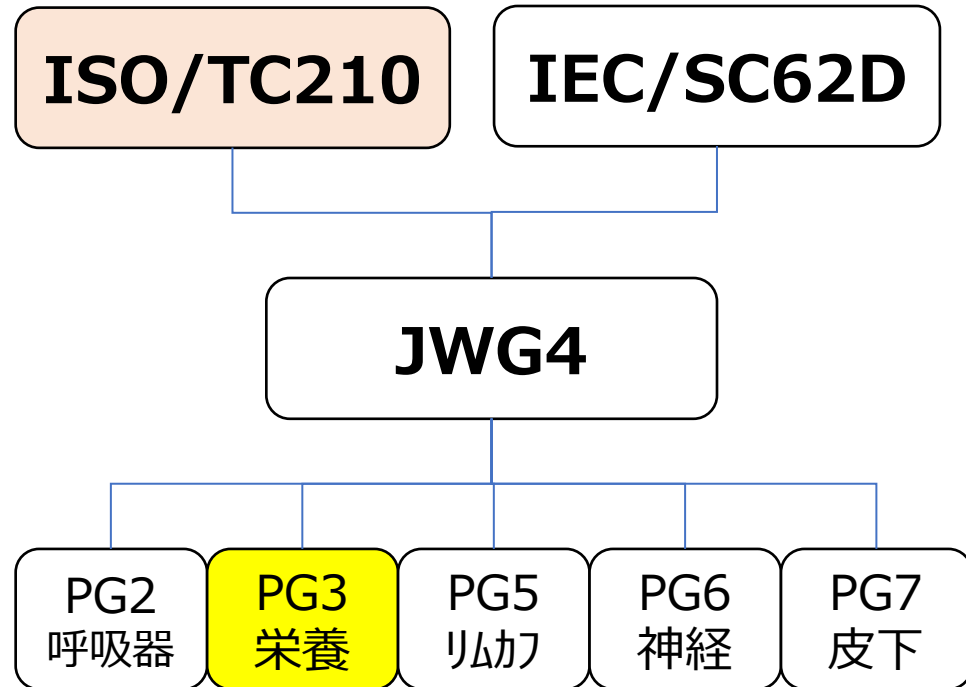 ISO/TC210
IEC/SC62D
JWG4
PG2
呼吸器
PG3
栄養
PG5
ﾘﾑｶﾌ
PG6
神経
PG7
皮下